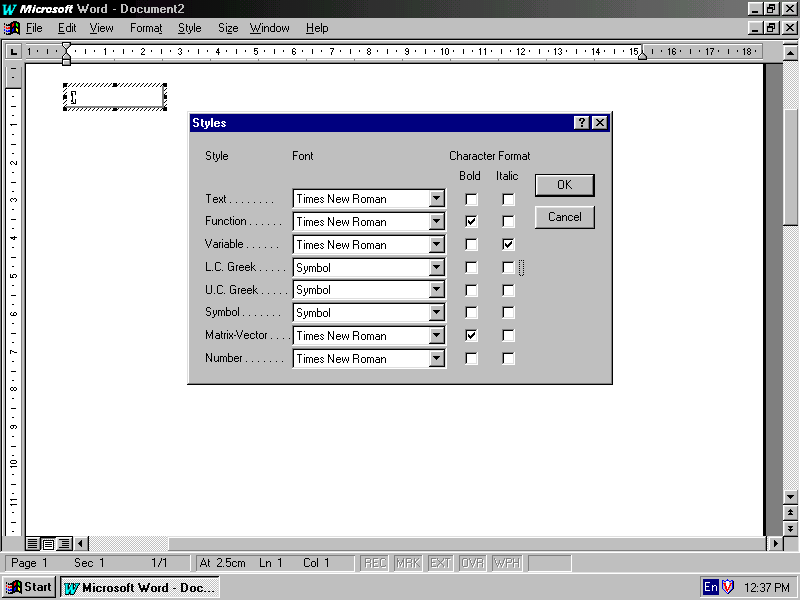 Microsoft Word - Document2
File Edit View Format Style Size Window Help
1 1 2 3 4 5 6 7 8 9 10 11 12 13 14 15 16 17 18
1
2
3
4
5
6
7
8
9
10
11
Styles
Style Font Character Format
Bold Italic
Text . . . . . . . . Times New Roman
OK
Function . . . . . . Times New Roman
Cancel
Variable . . . . . . Times New Roman
L.C. Greek . . . . . Symbol
U.C. Greek . . . . . Symbol
Symbol . . . . . . . Symbol
Matrix-Vector . . . . Times New Roman
Number . . . . . . . Times New Roman
Page 1 Sec 1 1/1 At 2.5cm Ln 1 Col 1 REC MRK EXT OVR WPH
Start Microsoft Word - Doc... En 12:37 PM